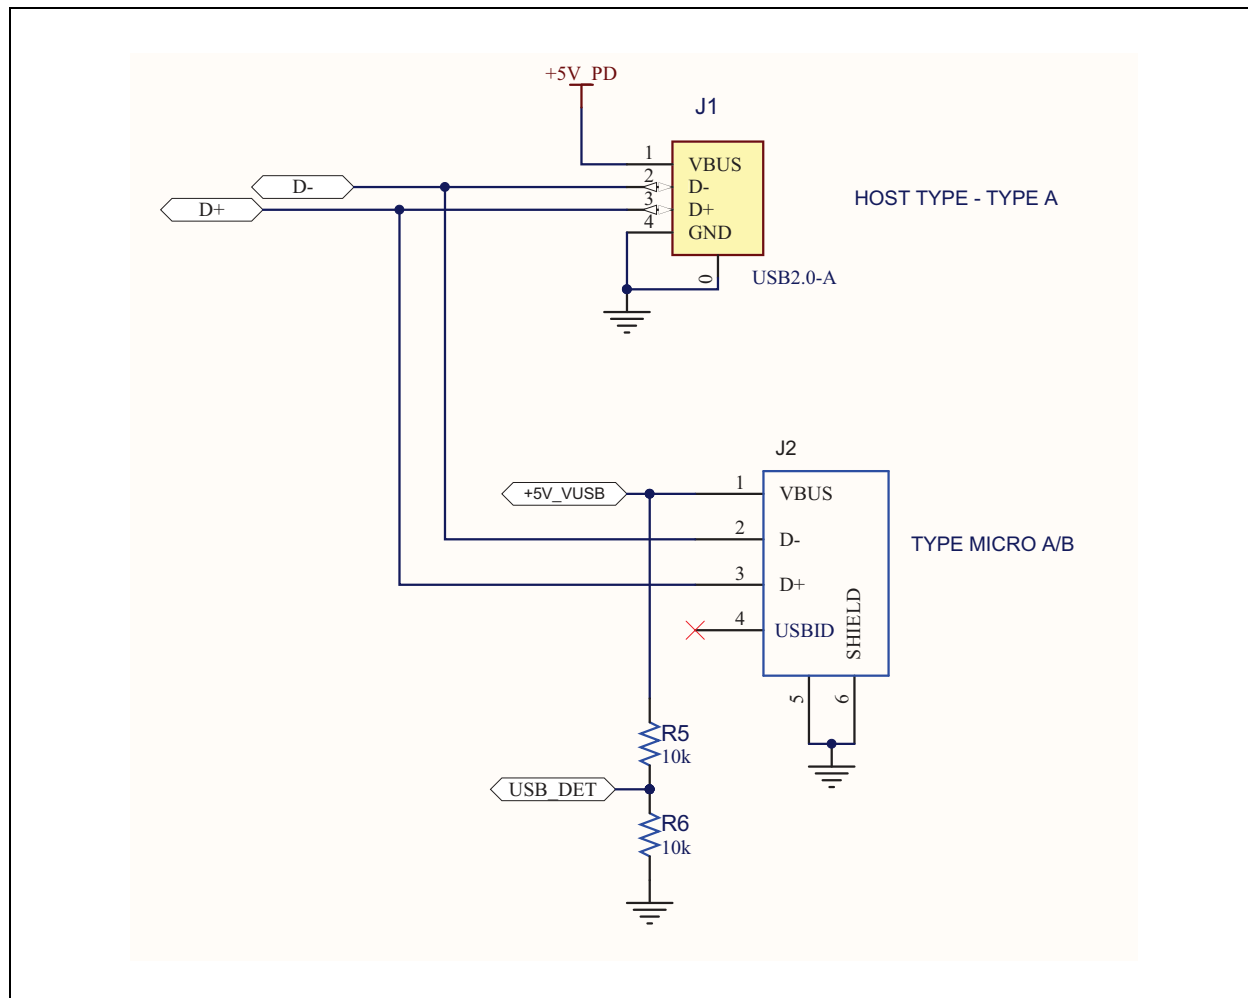 +5V_PD
J1
1 VBUS
D- 2 D-
D+ 3 D+
4 GND
HOST TYPE - TYPE A
0
USB2.0-A
J2
+5V_VUSB 1 VBUS
2 D-
TYPE MICRO A/B
3 D+
4 USBID
SHIELD
5 6
R5
10k
USB_DET
R6
10k